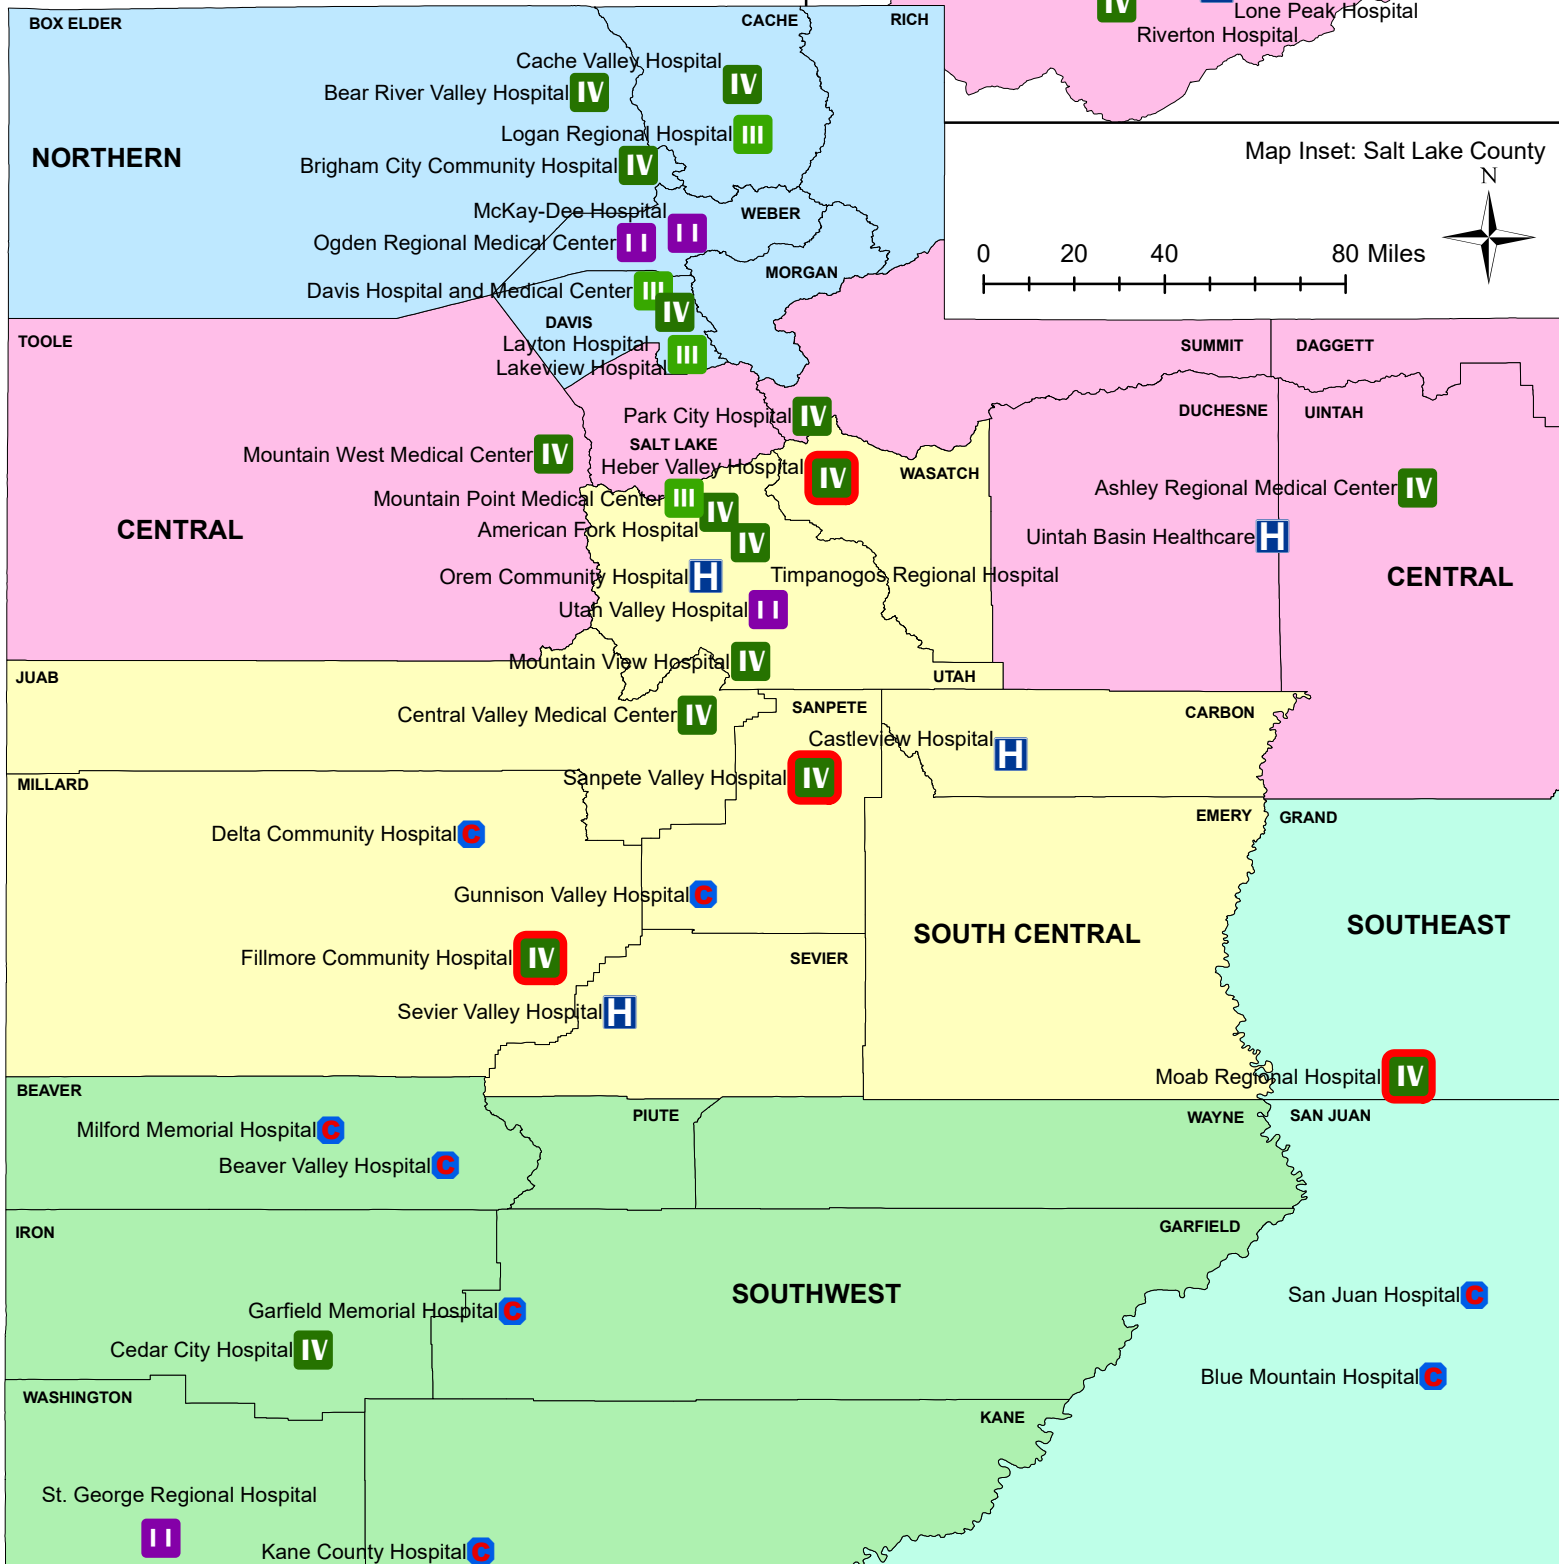 IV
Lone Peak Hospital
Riverton Hospital
BOX ELDER
CACHE
RICH
Cache Valley Hospital
IV
Bear River Valley Hospital IV
Logan Regional Hospital III
NORTHERN
Brigham City Community Hospital IV
Map Inset: Salt Lake County
N
McKay-Dee Hospital
II
WEBER
Ogden Regional Medical Center II
0 20 40 80 Miles
MORGAN
Davis Hospital and Medical Center III
IV
DAVIS
Layton Hospital
III
Lakeview Hospital
TOOLE
SUMMIT
DAGGETT
Park City Hospital IV
DUCHESNE
UINTAH
SALT LAKE
Mountain West Medical Center IV
Heber Valley Hospital IV
WASATCH
Mountain Point Medical Center III
Ashley Regional Medical Center IV
IV
American Fork Hospital
CENTRAL
IV
Uintah Basin Healthcare H
Orem Community Hospital H
Timpanogos Regional Hospital
CENTRAL
Utah Valley Hospital II
Mountain View Hospital IV
JUAB
UTAH
Central Valley Medical Center IV
SANPETE
CARBON
Castleview Hospital H
MILLARD
Sanpete Valley Hospital IV
EMERY
GRAND
Delta Community Hospital C
Gunnison Valley Hospital C
SOUTH CENTRAL
SOUTHEAST
Fillmore Community Hospital IV
SEVIER
Sevier Valley Hospital H
Moab Regional Hospital IV
BEAVER
PIUTE
WAYNE
SAN JUAN
Milford Memorial Hospital C
Beaver Valley Hospital C
IRON
GARFIELD
SOUTHWEST
San Juan Hospital C
Garfield Memorial Hospital C
Cedar City Hospital IV
Blue Mountain Hospital C
WASHINGTON
KANE
St. George Regional Hospital
II
Kane County Hospital C